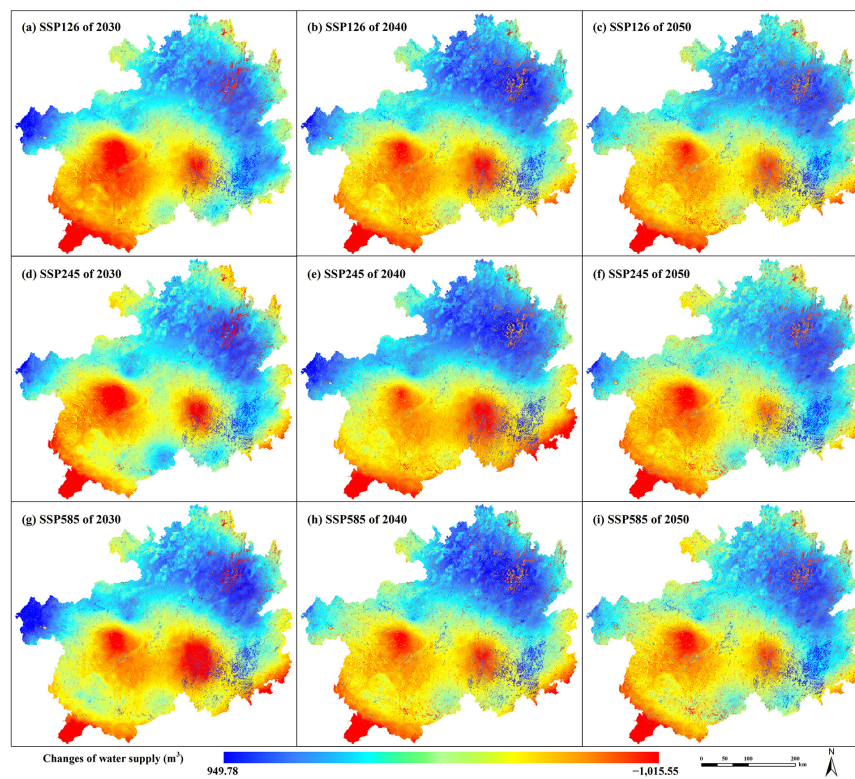 (a) SSP126 of 2030
(b) SSP126 of 2040
(c) SSP126 of 2050
(d) SSP245 of 2030
(e) SSP245 of 2040
(f) SSP245 of 2050
(g) SSP585 of 2030
(h) SSP585 of 2040
(i) SSP585 of 2050
Changes of water supply (m³)
949.78
−1,015.55
0 50 100 200
km
N